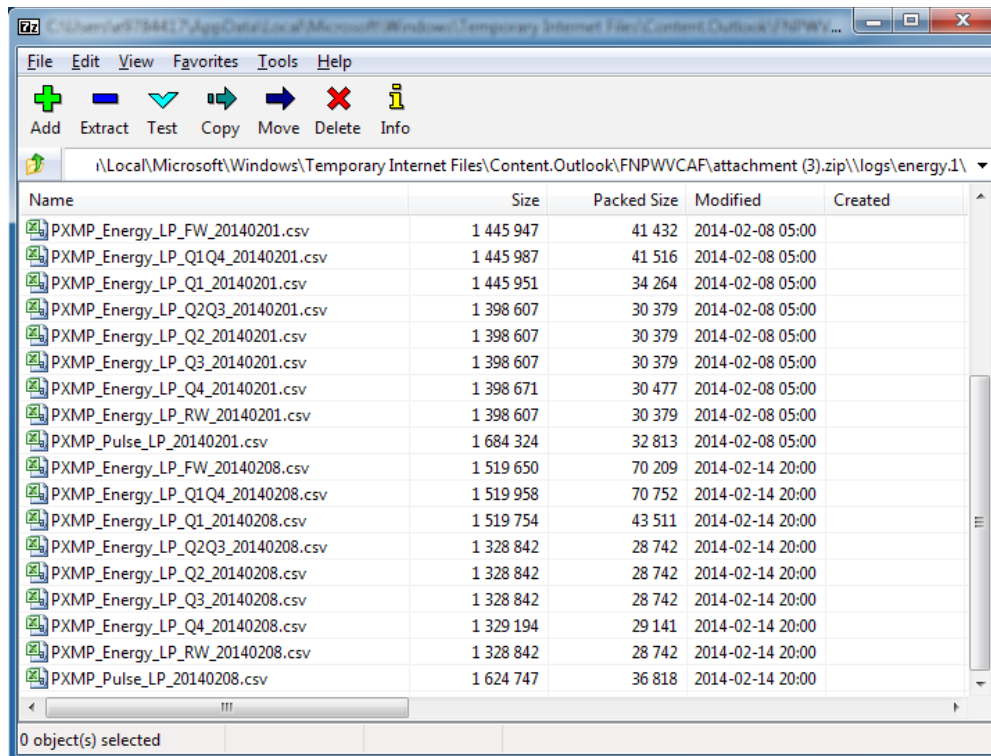 7z
File Edit View Favorites Tools Help
Add Extract Test Copy Move Delete Info
\Local\Microsoft\Windows\Temporary Internet Files\Content.Outlook\FNPWVCAF\attachment (3).zip\\logs\energy.1\
Name Size Packed Size Modified Created
PXMP_Energy_LP_FW_20140201.csv 1 445 947 41 432 2014-02-08 05:00
PXMP_Energy_LP_Q1Q4_20140201.csv 1 445 987 41 516 2014-02-08 05:00
PXMP_Energy_LP_Q1_20140201.csv 1 445 951 34 264 2014-02-08 05:00
PXMP_Energy_LP_Q2Q3_20140201.csv 1 398 607 30 379 2014-02-08 05:00
PXMP_Energy_LP_Q2_20140201.csv 1 398 607 30 379 2014-02-08 05:00
PXMP_Energy_LP_Q3_20140201.csv 1 398 607 30 379 2014-02-08 05:00
PXMP_Energy_LP_Q4_20140201.csv 1 398 671 30 477 2014-02-08 05:00
PXMP_Energy_LP_RW_20140201.csv 1 398 607 30 379 2014-02-08 05:00
PXMP_Pulse_LP_20140201.csv 1 684 324 32 813 2014-02-08 05:00
PXMP_Energy_LP_FW_20140208.csv 1 519 650 70 209 2014-02-14 20:00
PXMP_Energy_LP_Q1Q4_20140208.csv 1 519 958 70 752 2014-02-14 20:00
PXMP_Energy_LP_Q1_20140208.csv 1 519 754 43 511 2014-02-14 20:00
PXMP_Energy_LP_Q2Q3_20140208.csv 1 328 842 28 742 2014-02-14 20:00
PXMP_Energy_LP_Q2_20140208.csv 1 328 842 28 742 2014-02-14 20:00
PXMP_Energy_LP_Q3_20140208.csv 1 328 842 28 742 2014-02-14 20:00
PXMP_Energy_LP_Q4_20140208.csv 1 329 194 29 141 2014-02-14 20:00
PXMP_Energy_LP_RW_20140208.csv 1 328 842 28 742 2014-02-14 20:00
PXMP_Pulse_LP_20140208.csv 1 624 747 36 818 2014-02-14 20:00
0 object(s) selected